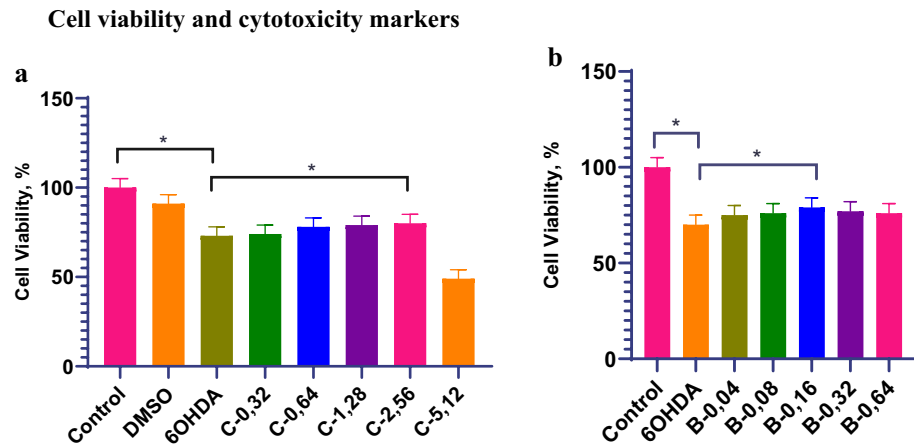 Cell viability and cytotoxicity markers
a
Cell Viability, %
150
100
50
0
*
*
Control
DMSO
6OHDA
C-0,32
C-0,64
C-1,28
C-2,56
C-5,12
b
Cell Viability, %
150
100
50
0
*
*
Control
6OHDA
B-0,04
B-0,08
B-0,16
B-0,32
B-0,64